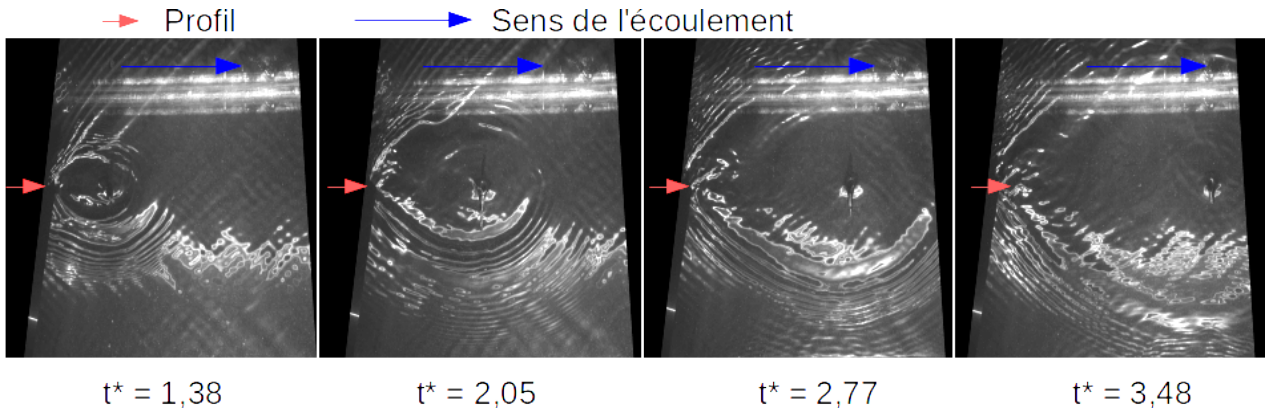 Profil
Sens de l'écoulement
t* = 1,38
t* = 2,05
t* = 2,77
t* = 3,48